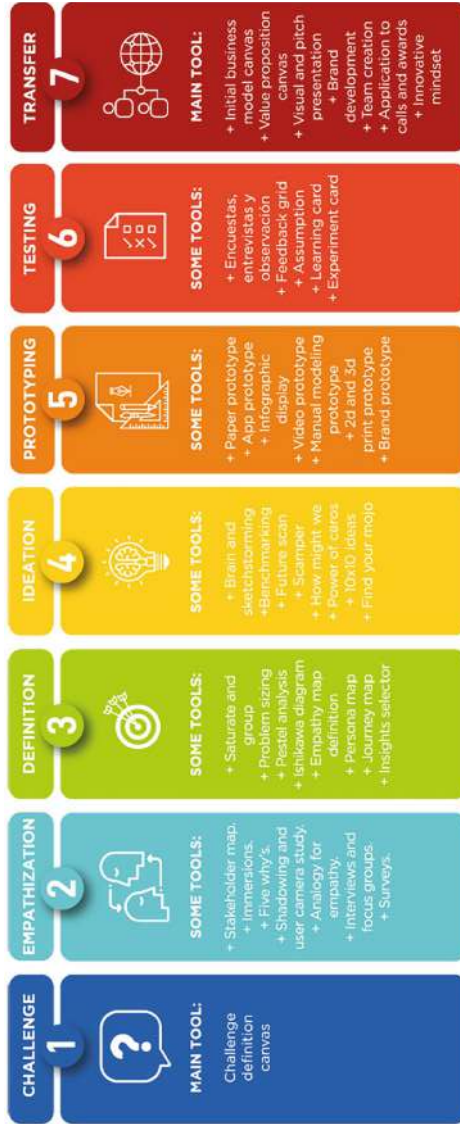 CHALLENGE
1
?
MAIN TOOL:
Challenge
definition
canvas
EMPATHIZATION
2
SOME TOOLS:
+ Stakeholder map.
+ Immersions.
+ Five why's.
+ Shadowing and
user camera study.
+ Analogy for
empathy.
+ Interviews and
focus groups.
+ Surveys.
DEFINITION
3
SOME TOOLS:
+ Saturate and
group
+ Problem sizing
+ Pestel analysis
+ Ishikawa diagram
+ Empathy map
definition
+ Persona map
+ Journey map
+ Insights selector
IDEATION
4
SOME TOOLS:
+ Brain and
sketchstorming
+Benchmarking
+ Future scan
+ Scamper
+ How might we
+ Power of ceros
+ 10x10 ideas
+ Find your mojo
PROTOTYPING
5
SOME TOOLS:
+ Paper prototype
+ App prototype
+ Infographic
display
+ Video prototype
+ Manual modeling
prototype
+ 2d and 3d
print prototype
+ Brand prototype
TESTING
6
SOME TOOLS:
+ Encuestas,
entrevistas y
observación
+ Feedback grid
+ Assumption
+ Learning card
+ Experiment card
TRANSFER
7
MAIN TOOL:
+ Initial business
model canvas
+ Value proposition
canvas
+ Visual and pitch
presentation
+ Brand
development
+ Team creation
+ Application to
calls and awards
+ Innovative
mindset